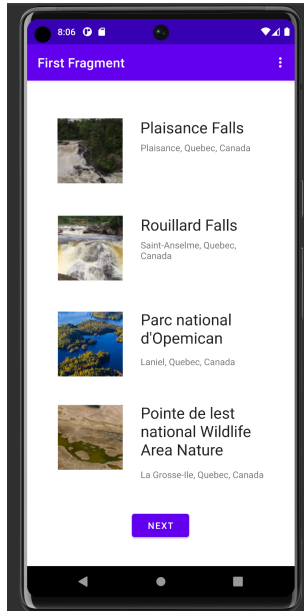 8:06
First Fragment
Plaisance Falls
Plaisance, Quebec, Canada
Rouillard Falls
Saint-Anselme, Quebec,
Canada
Parc national
d'Opemican
Laniel, Quebec, Canada
Pointe de lest
national Wildlife
Area Nature
La Grosse-Ile, Quebec, Canada
NEXT